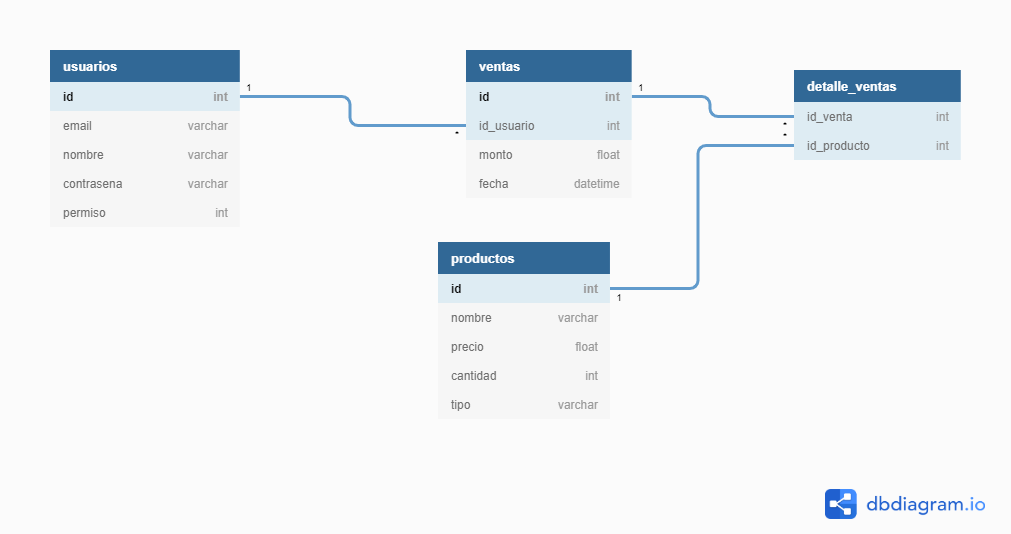 usuarios
id int
email varchar
nombre varchar
contrasena varchar
permiso int
1
*
ventas
id int
id_usuario int
monto float
fecha datetime
1
*
*
detalle_ventas
id_venta int
id_producto int
productos
id int
nombre varchar
precio float
cantidad int
tipo varchar
1
dbdiagram.io